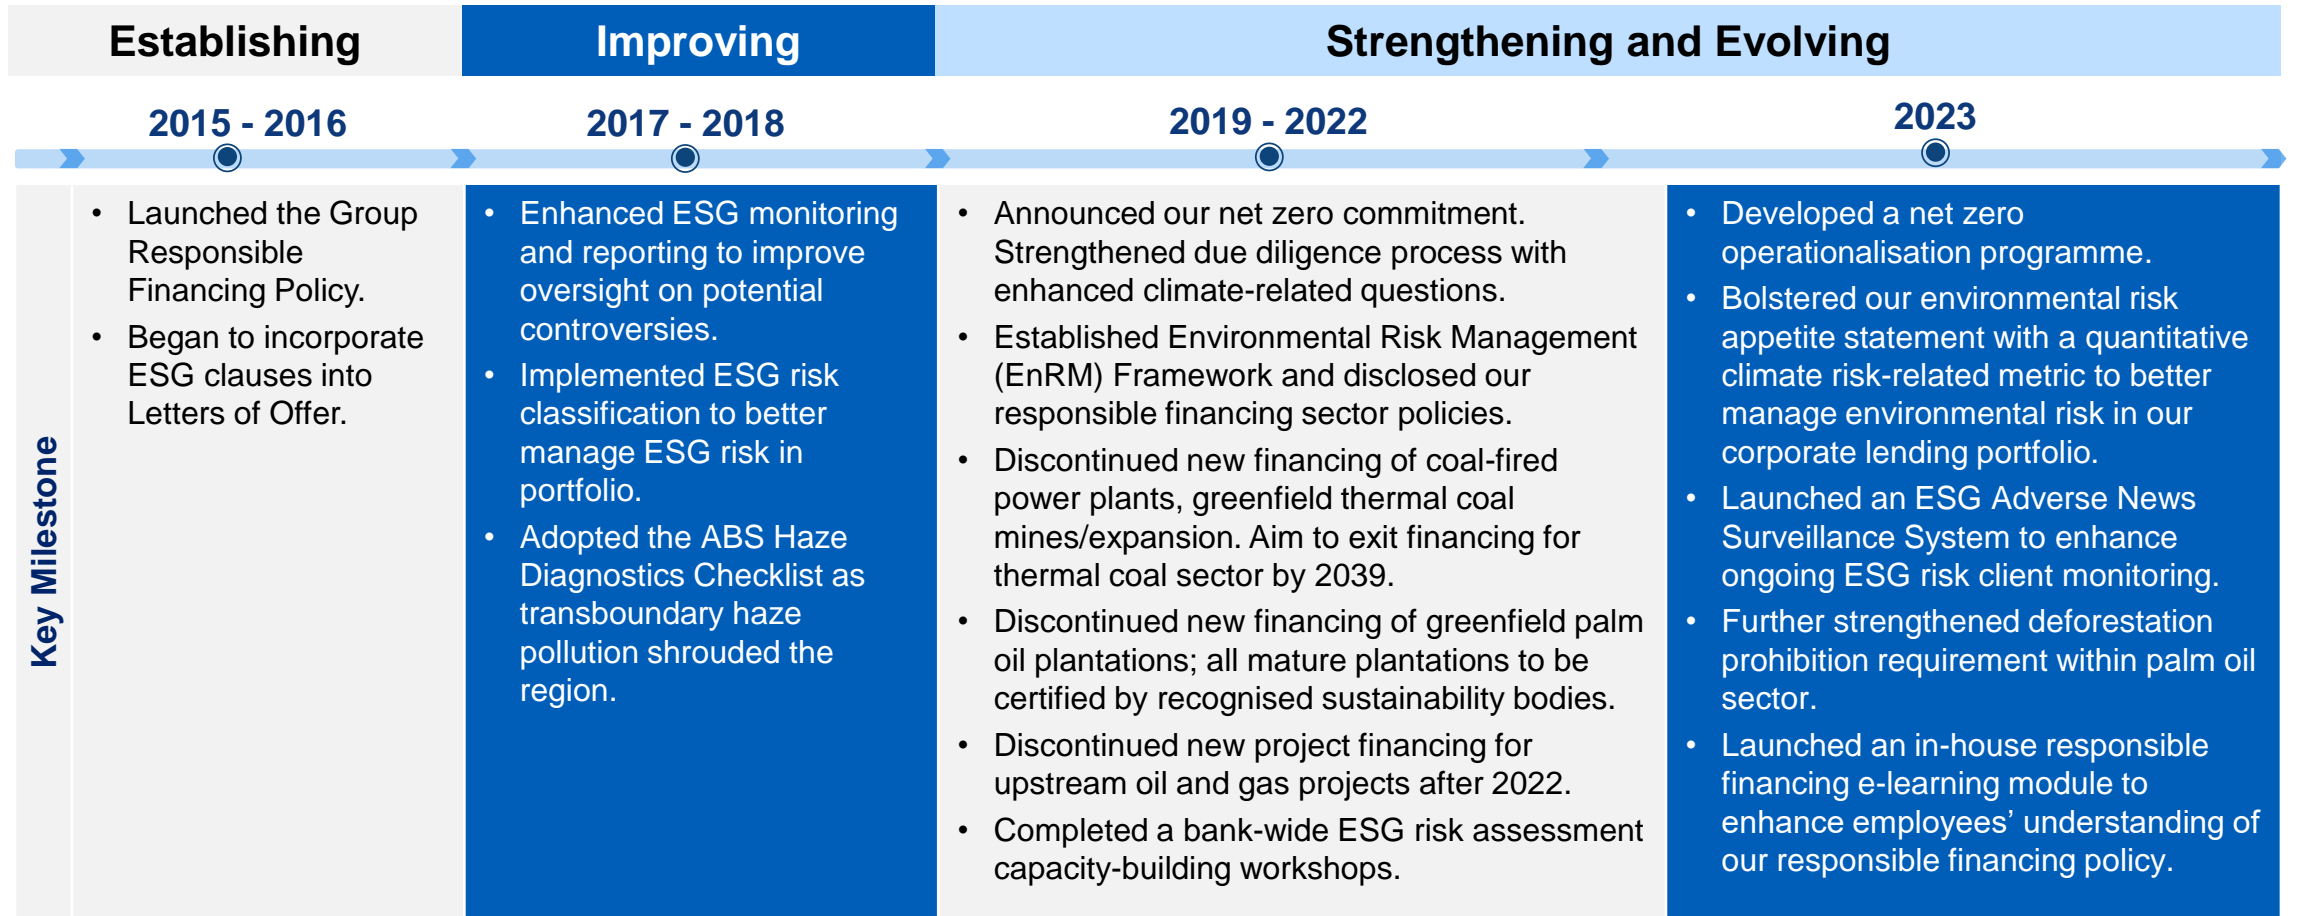 Establishing
Improving
Strengthening and Evolving
2015 - 2016
2017 - 2018
2019 - 2022
2023
Key Milestone
• Launched the Group
Responsible
Financing Policy.
• Began to incorporate
ESG clauses into
Letters of Offer.
• Enhanced ESG monitoring
and reporting to improve
oversight on potential
controversies.
• Implemented ESG risk
classification to better
manage ESG risk in
portfolio.
• Adopted the ABS Haze
Diagnostics Checklist as
transboundary haze
pollution shrouded the
region.
• Announced our net zero commitment.
Strengthened due diligence process with
enhanced climate-related questions.
• Established Environmental Risk Management
(EnRM) Framework and disclosed our
responsible financing sector policies.
• Discontinued new financing of coal-fired
power plants, greenfield thermal coal
mines/expansion. Aim to exit financing for
thermal coal sector by 2039.
• Discontinued new financing of greenfield palm
oil plantations; all mature plantations to be
certified by recognised sustainability bodies.
• Discontinued new project financing for
upstream oil and gas projects after 2022.
• Completed a bank-wide ESG risk assessment
capacity-building workshops.
• Developed a net zero
operationalisation programme.
• Bolstered our environmental risk
appetite statement with a quantitative
climate risk-related metric to better
manage environmental risk in our
corporate lending portfolio.
• Launched an ESG Adverse News
Surveillance System to enhance
ongoing ESG risk client monitoring.
• Further strengthened deforestation
prohibition requirement within palm oil
sector.
• Launched an in-house responsible
financing e-learning module to
enhance employees’ understanding of
our responsible financing policy.